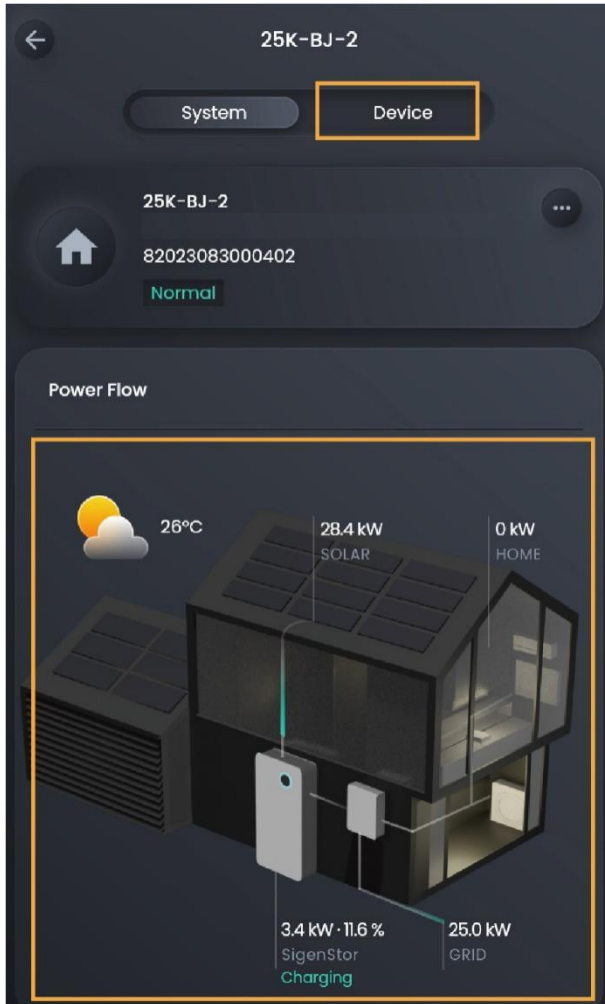 25K-BJ-2
System
Device
25K-BJ-2
82023083000402
Normal
Power Flow
26°C
28.4 kW
SOLAR
0 kW
HOME
3.4 kW · 11.6 %
SigenStor
Charging
25.0 kW
GRID